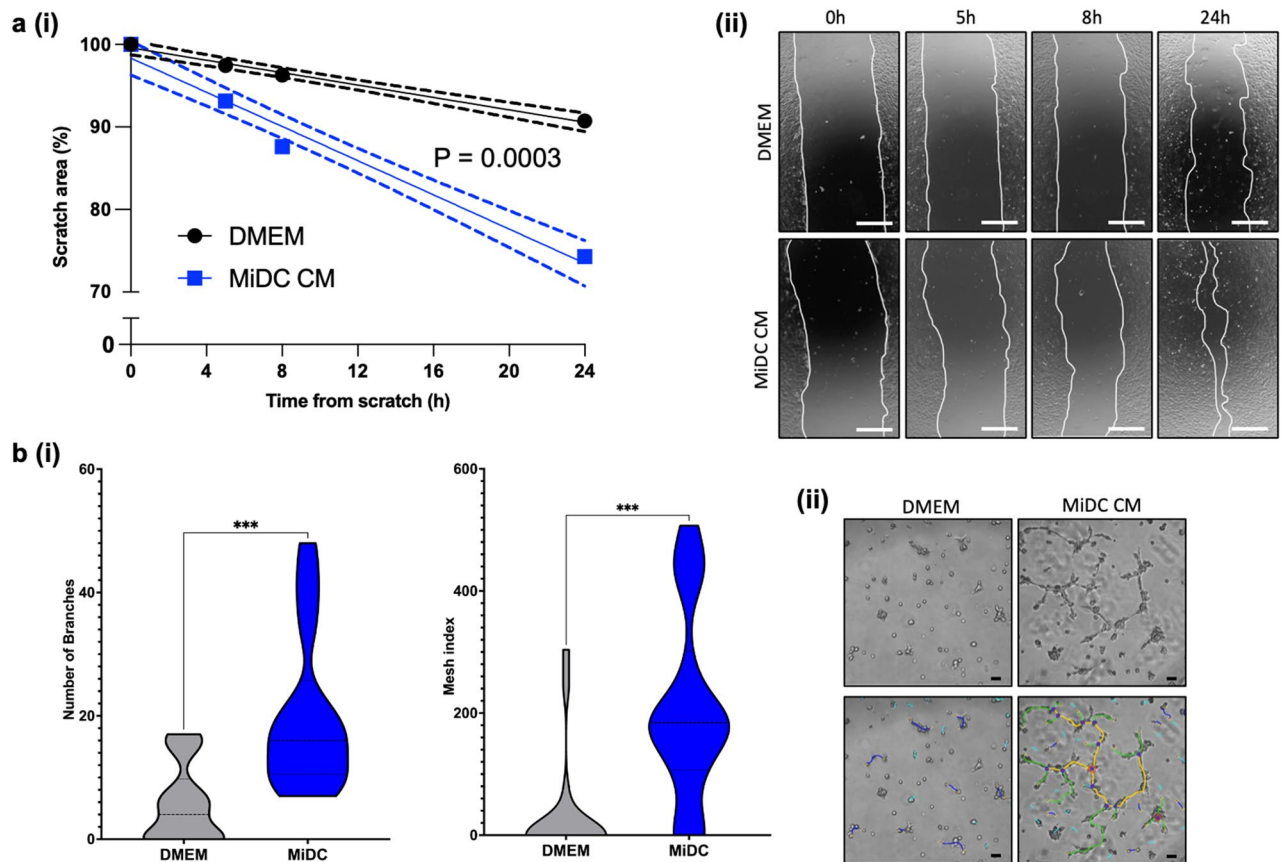 a (i)
100
90
80
70
0
Scratch area (%)
P = 0.0003
DMEM
MiDC CM
0 4 8 12 16 20 24
Time from scratch (h)
(ii)
0h 5h 8h 24h
DMEM
MiDC CM
b (i)
60
40
20
0
Number of Branches
***
DMEM MiDC
600
400
200
0
Mesh index
***
DMEM MiDC
(ii)
DMEM MiDC CM